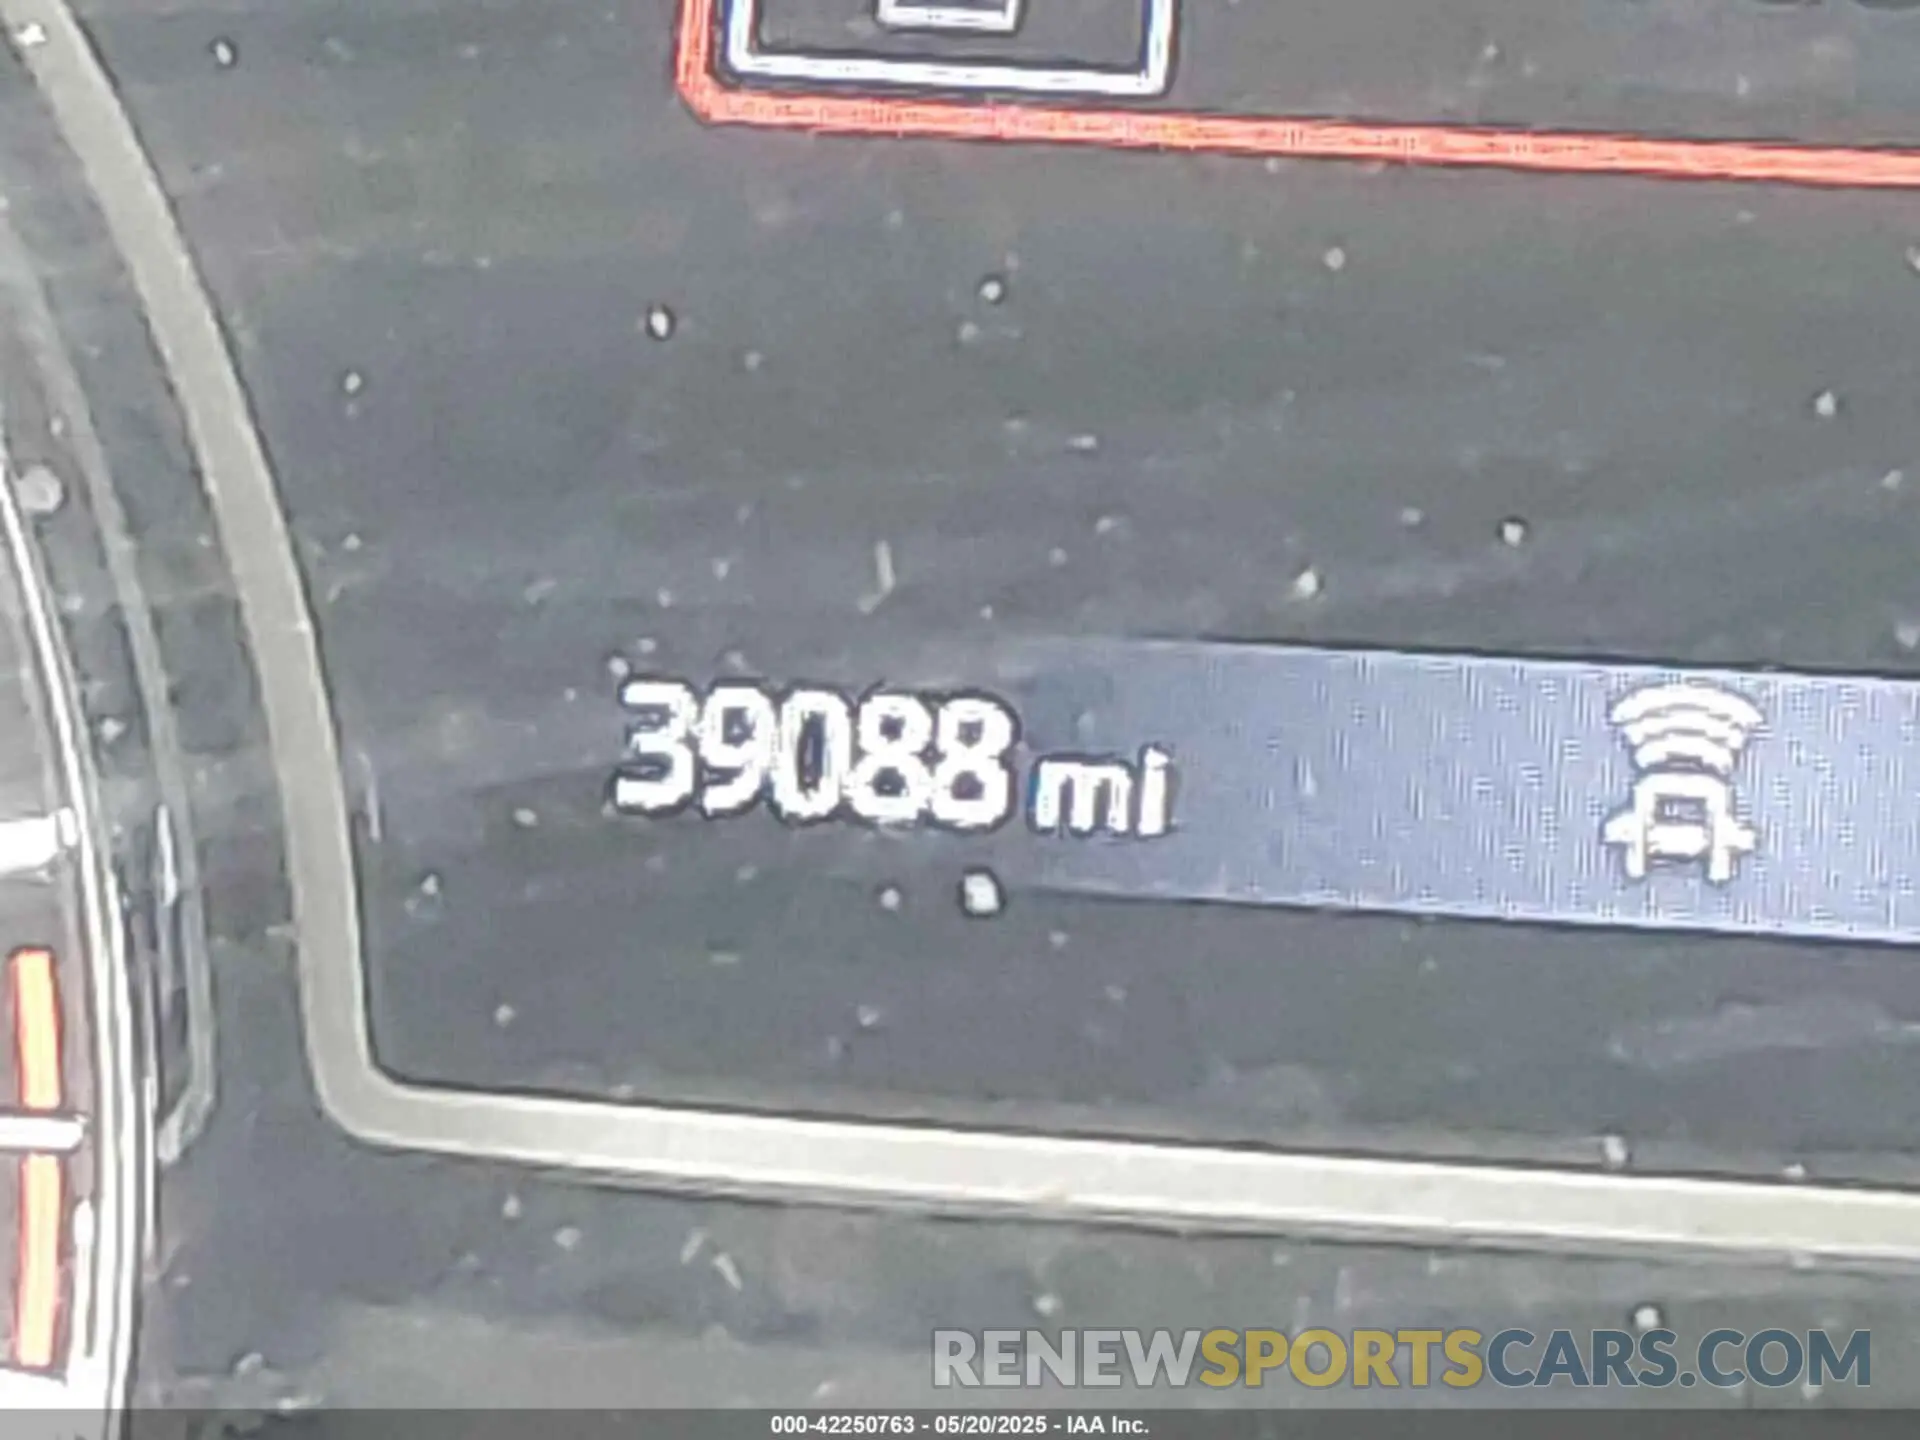 39088 mi
RENEWSPORTSCARS.COM
000-42250763 - 05/20/2025 - IAA Inc.